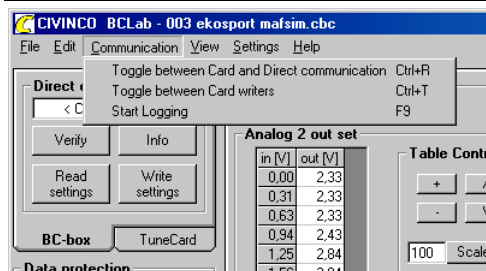 CIVINCO BCLab - 003 ekosport mafsim.cbc
File Edit Communication View Settings Help
Toggle between Card and Direct communication Ctrl+R
Toggle between Card writers Ctrl+T
Start Logging F9
Direct
< C
Verify Info
Read settings Write settings
BC-box TuneCard
Data protection
Analog 2 out set
in [V] out [V]
0,00 2,33
0,31 2,33
0,63 2,33
0,94 2,43
1,25 2,84
Table Contr
+
-
100 Scale